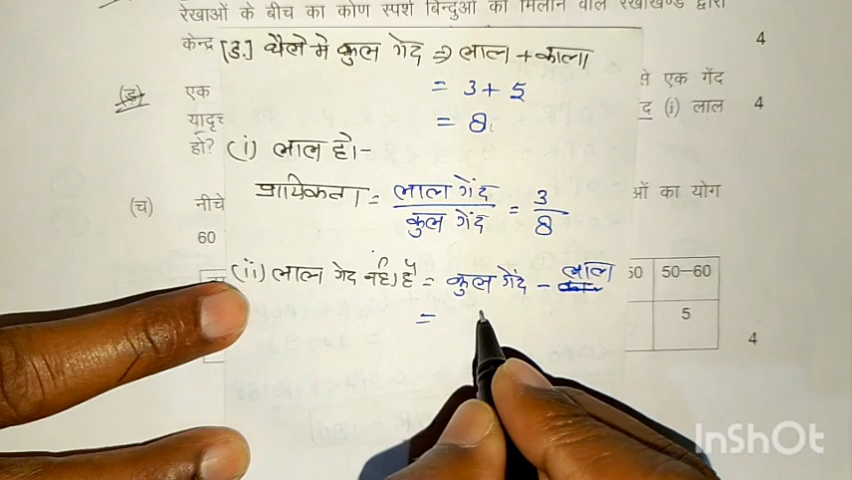 रेखाओं के बीच का कोण स्पर्श बिन्दुओं को मिलाने वाले रेखाखण्ड द्वारा
केन्द्र
4
[ड.] थैले मे कुल गेद ⇒ लाल + काला
= 3 + 5
= 8
(ड) एक
से एक गेंद
यादृच
द (i) लाल 4
हो?
(i) लाल हो-
प्रायिकता = लाल गेंद / कुल गेंद = 3/8
(च) नीचे
ओं का योग
60
(ii) लाल गेद नही है = कुल गेंद - लाल
=
50 50–60
5
4
InShOt